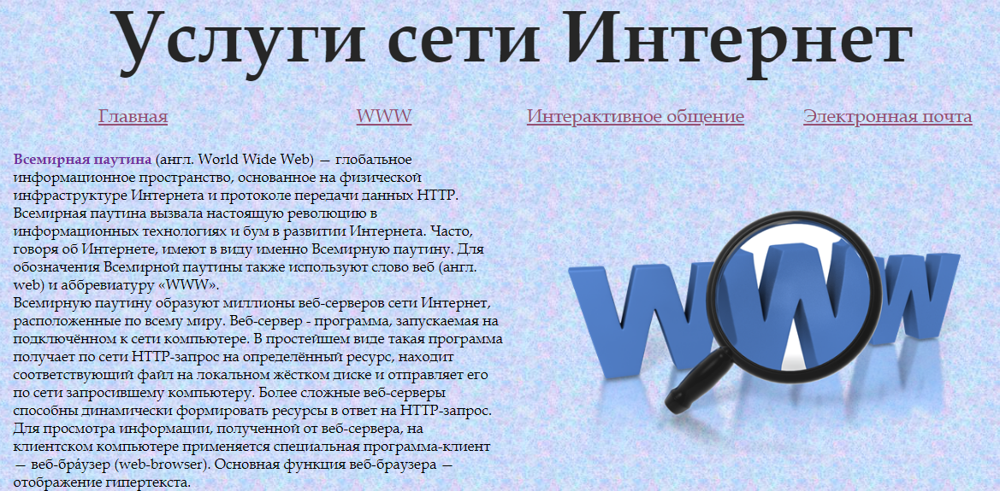 Услуги сети Интернет
Главная WWW Интерактивное общение Электронная почта
Всемирная паутина (англ. World Wide Web) — глобальное
информационное пространство, основанное на физической
инфраструктуре Интернета и протоколе передачи данных HTTP.
Всемирная паутина вызвала настоящую революцию в
информационных технологиях и бум в развитии Интернета. Часто,
говоря об Интернете, имеют в виду именно Всемирную паутину. Для
обозначения Всемирной паутины также используют слово веб (англ.
web) и аббревиатуру «WWW».
Всемирную паутину образуют миллионы веб-серверов сети Интернет,
расположенные по всему миру. Веб-сервер - программа, запускаемая на
подключённом к сети компьютере. В простейшем виде такая программа
получает по сети HTTP-запрос на определённый ресурс, находит
соответствующий файл на локальном жёстком диске и отправляет его
по сети запросившему компьютеру. Более сложные веб-серверы
способны динамически формировать ресурсы в ответ на HTTP-запрос.
Для просмотра информации, полученной от веб-сервера, на
клиентском компьютере применяется специальная программа-клиент
— веб-брáузер (web-browser). Основная функция веб-браузера —
отображение гипертекста.
WWW